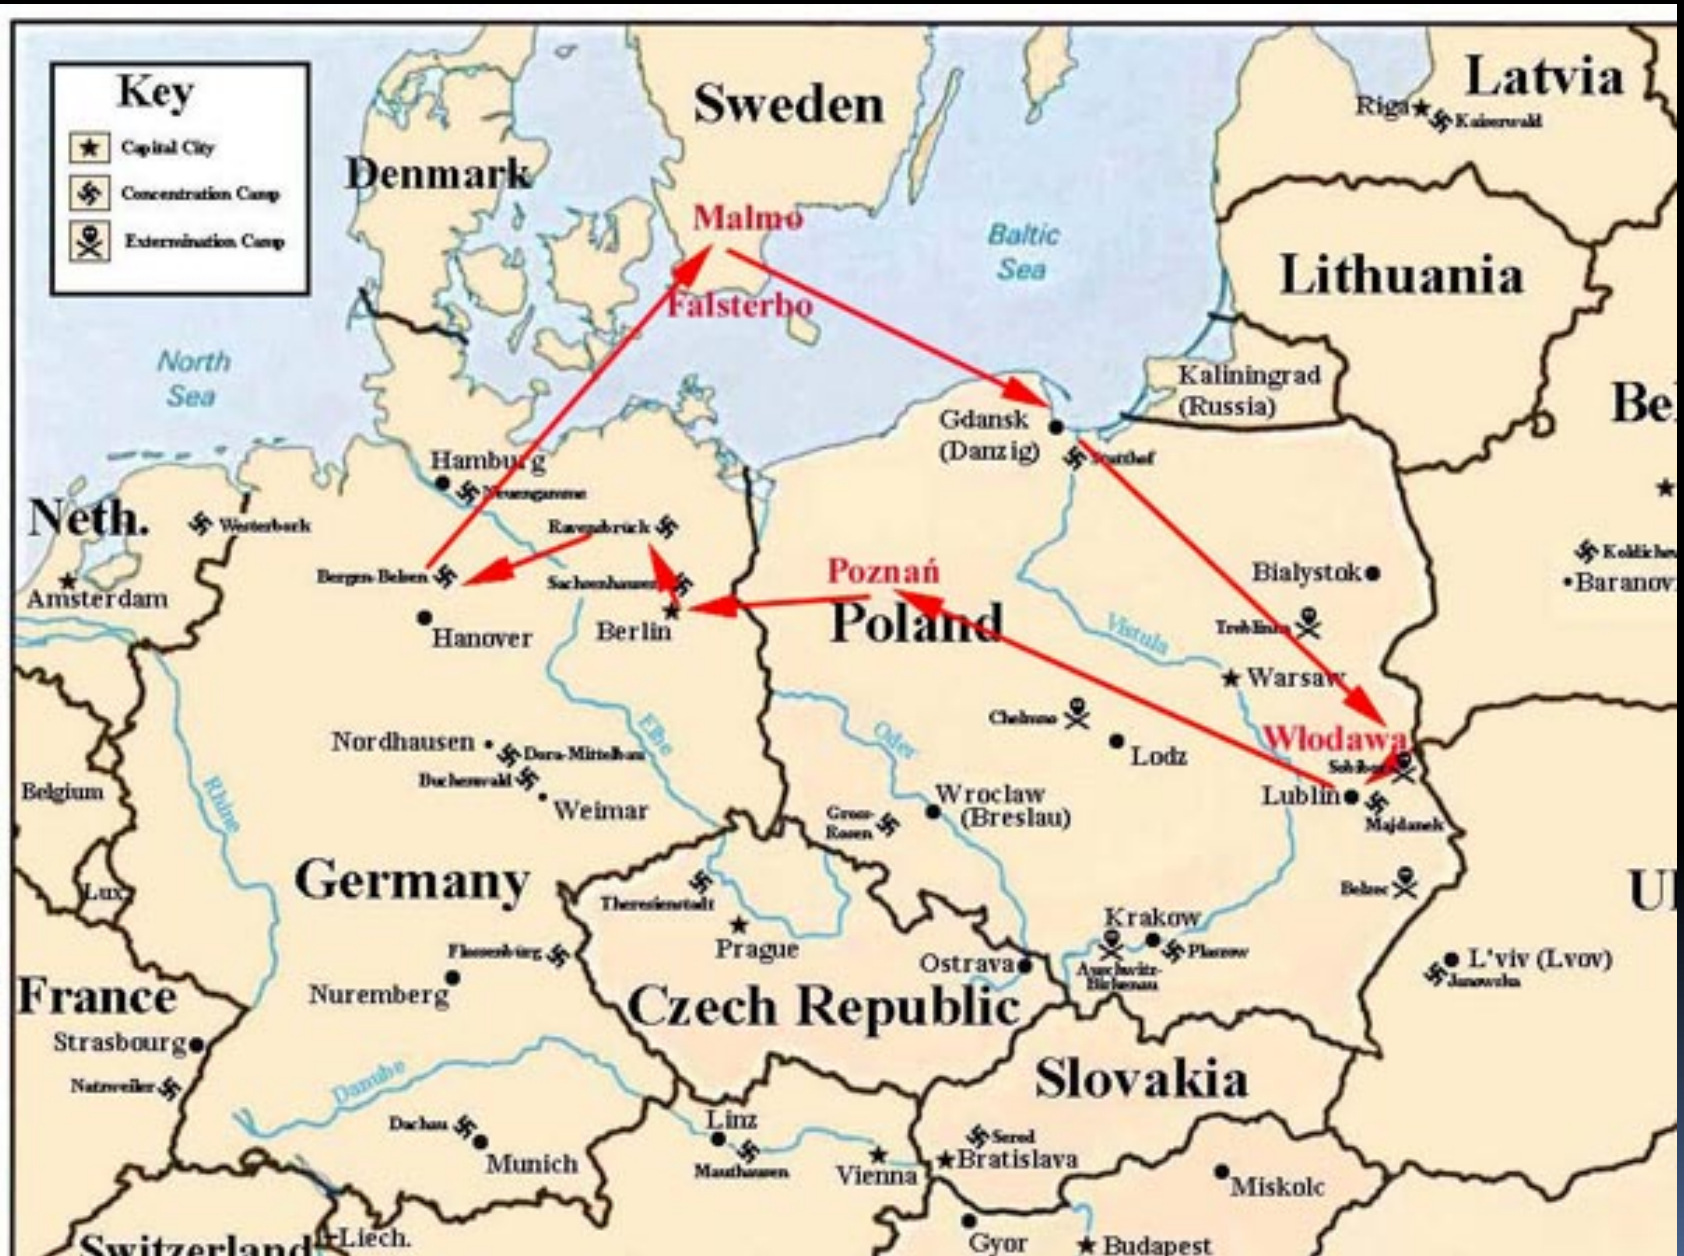 Key
Capital City
Concentration Camp
Extermination Camp
Sweden
Latvia
Riga
Kaiserwald
Denmark
Malmo
Baltic
Sea
Lithuania
Falsterbo
North
Sea
Kaliningrad
(Russia)
Gdansk
(Danzig)
Stutthof
Hamburg
Neuengamme
Neth.
Westerbork
Ravensbrück
Bergen-Belsen
Sachsenhausen
Poznań
Bialystok
Amsterdam
Hanover
Berlin
Poland
Treblinka
Vistula
Warsaw
Baranov
Chelmno
Włodawa
Sobibor
Nordhausen
Dora-Mittelbau
Elbe
Oder
Lodz
Buchenwald
Weimar
Belgium
Rhine
Wroclaw
(Breslau)
Gross-
Rosen
Lublin
Majdanek
Germany
Lux.
Theresienstadt
Belzec
Prague
Krakow
Plaszow
Flossenbürg
Ostrava
Auschwitz-
Birkenau
L'viv (Lvov)
Janowska
France
Nuremberg
Czech Republic
Strasbourg
Natzweiler
Danube
Slovakia
Dachau
Munich
Linz
Mauthausen
Vienna
Sered
Bratislava
Miskolc
Switzerland
Liech.
Gyor
Budapest
Be
Ul